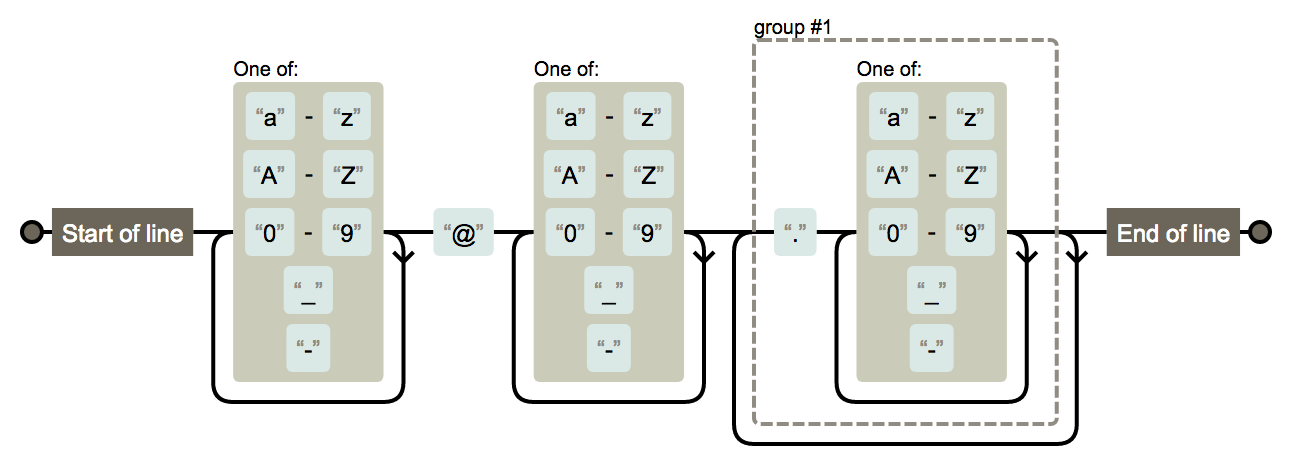 group #1
One of:
One of:
One of:
“a” - “z”
“a” - “z”
“a” - “z”
“A” - “Z”
“A” - “Z”
“A” - “Z”
Start of line
“0” - “9”
“@”
“0” - “9”
“.”
“0” - “9”
End of line
“_”
“_”
“_”
“-”
“-”
“-”